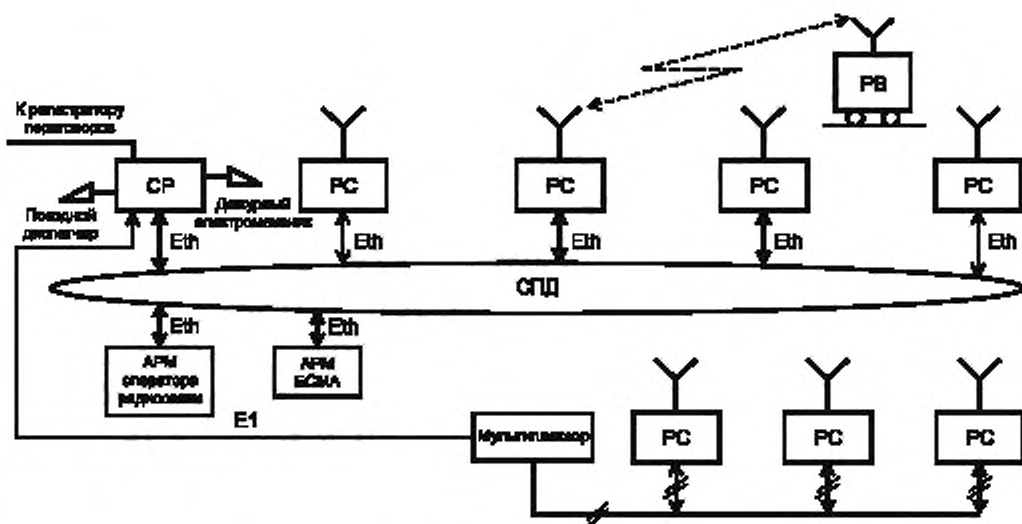 РВ
К регистратору
переговоров
СР
РС
РС
РС
РС
Поездной
диспетчер
Дежурный
электромеханик
Eth
Eth
Eth
Eth
Eth
СПД
Eth
Eth
АРМ
оператора
радиосвязи
АРМ
ЕСМА
E1
Мультиплексор
РС
РС
РС